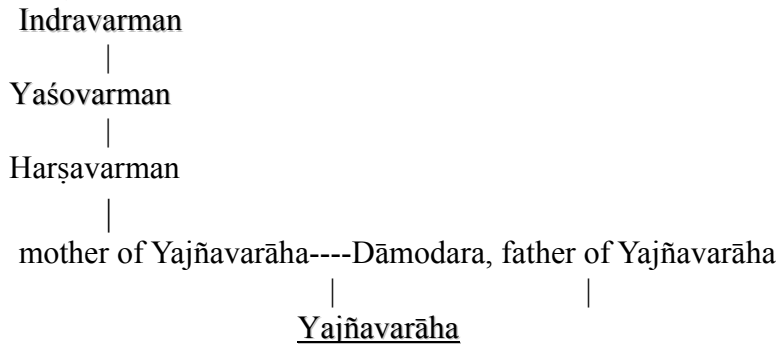 Indravarman
|
Yaśovarman
|
Harṣavarman
|
mother of Yajñavarāha----Dāmodara, father of Yajñavarāha
| |
Yajñavarāha